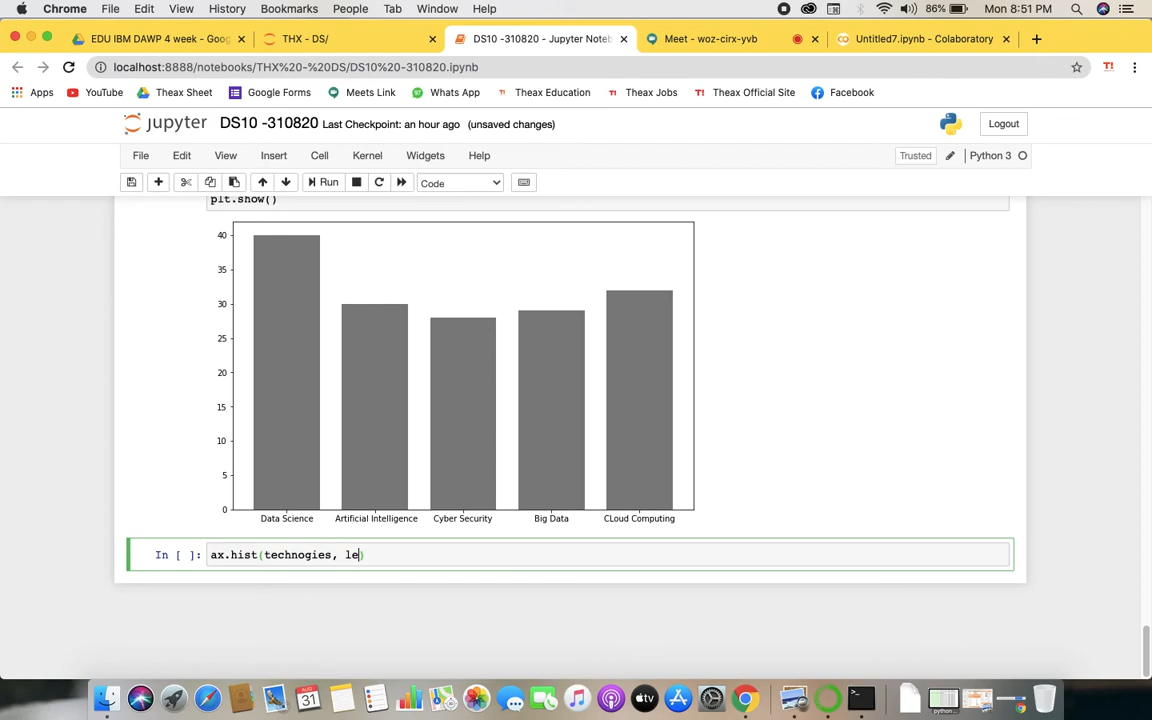 Chrome File Edit View History Bookmarks People Tab Window Help 86% Mon 8:51 PM
EDU IBM DAWP 4 week - Goog THX - DS/ DS10 -310820 - Jupyter Noteb Meet - woz-cirx-yvb Untitled7.ipynb - Colaboratory
localhost:8888/notebooks/THX%20-%20DS/DS10%20-310820.ipynb T!
Apps YouTube Theax Sheet Google Forms Meets Link Whats App T! Theax Education T! Theax Jobs T! Theax Official Site Facebook
jupyter DS10 -310820 Last Checkpoint: an hour ago (unsaved changes) Logout
File Edit View Insert Cell Kernel Widgets Help Trusted Python 3
Run Code
plt.show()
40
35
30
25
20
15
10
5
0
Data Science Artificial Intelligence Cyber Security Big Data CLoud Computing
In [ ]: ax.hist(technogies, le)
AUG
31
tv
python